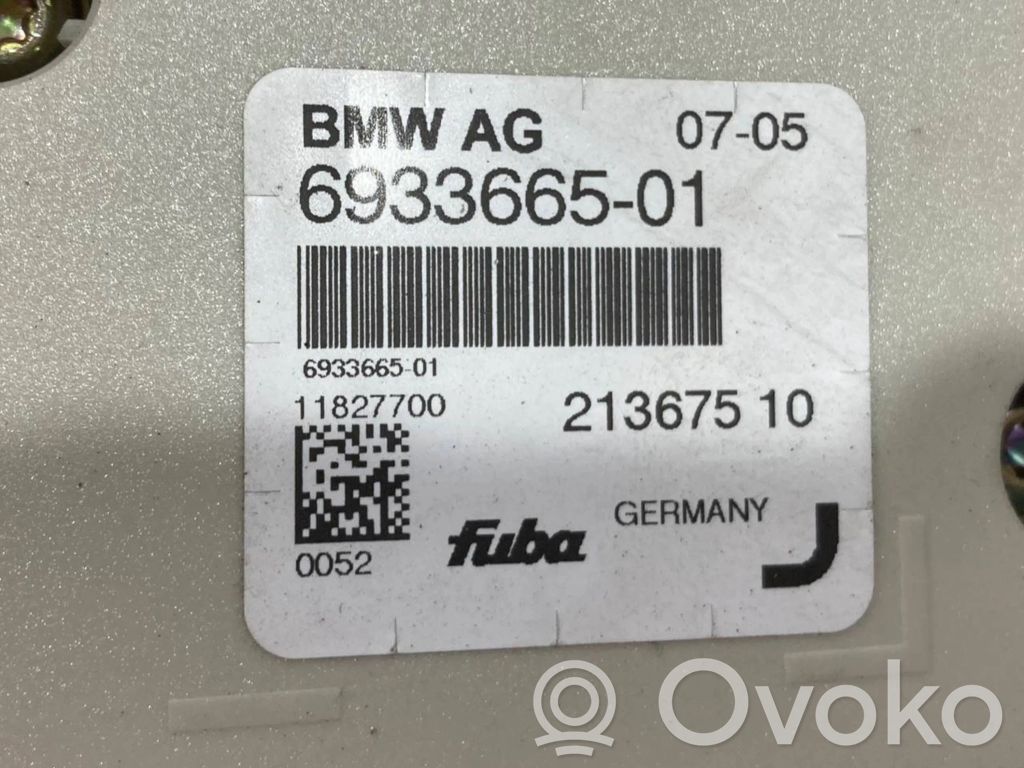 BMW AG 07-05
6933665-01
6933665-01
11827700 213675 10
GERMANY
fuba
0052
Ovoko